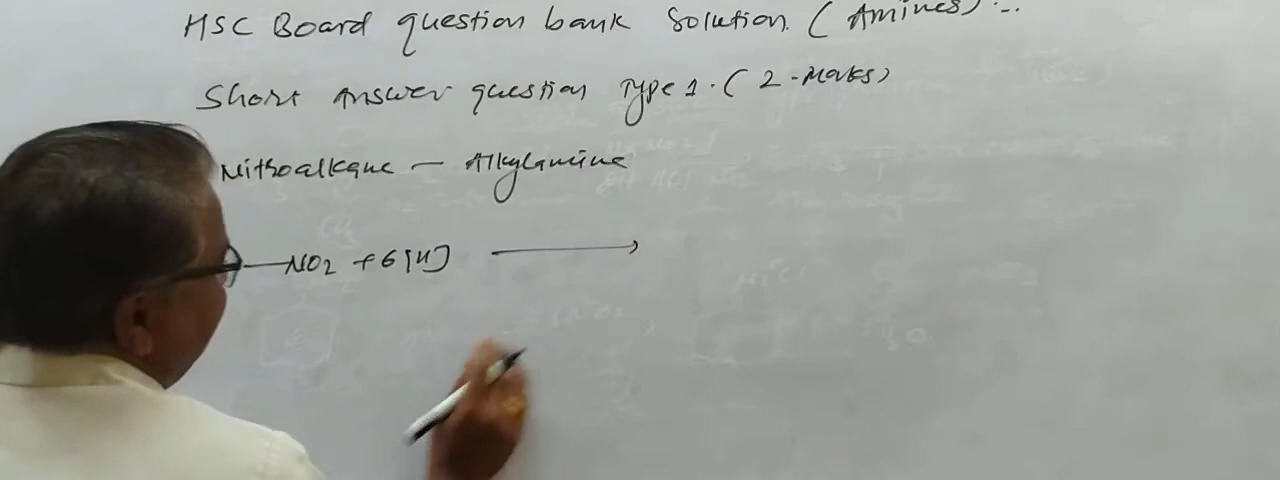 HSC Board question bank Solution. (Amines) :-
Short Answer question Type 1. (2-Marks)
Nitroalkane — Alkylamine
—NO2 + 6[H] →